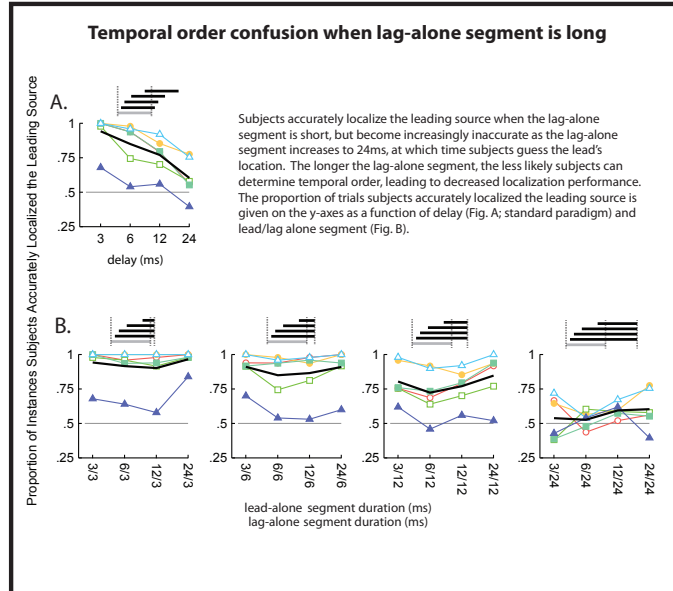 Temporal order confusion when lag-alone segment is long
Proportion of Instances Subjects Accurately Localized the Leading Source
A.
1
.75
.5
.25
3 6 12 24
delay (ms)
Subjects accurately localize the leading source when the lag-alone
segment is short, but become increasingly inaccurate as the lag-alone
segment increases to 24ms, at which time subjects guess the lead's
location. The longer the lag-alone segment, the less likely subjects can
determine temporal order, leading to decreased localization performance.
The proportion of trials subjects accurately localized the leading source is
given on the y-axes as a function of delay (Fig. A; standard paradigm) and
lead/lag alone segment (Fig. B).
B.
1
.75
.5
.25
3/3 6/3 12/3 24/3
1
.75
.5
.25
3/6 6/6 12/6 24/6
1
.75
.5
.25
3/12 6/12 12/12 24/12
1
.75
.5
.25
3/24 6/24 12/24 24/24
lead-alone segment duration (ms)
lag-alone segment duration (ms)